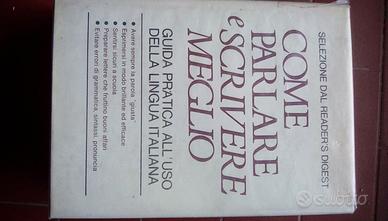 SELEZIONE DAL READER'S DIGEST
COME
PARLARE
e SCRIVERE
MEGLIO
GUIDA PRATICA ALL'USO
DELLA LINGUA ITALIANA
● Avere sempre la parola "giusta"
● Esprimersi in modo brillante ed efficace
● Sentirsi sicuri a scuola
● Preparare lettere che fruttino buoni affari
● Evitare errori di grammatica, sintassi, pronuncia
subito